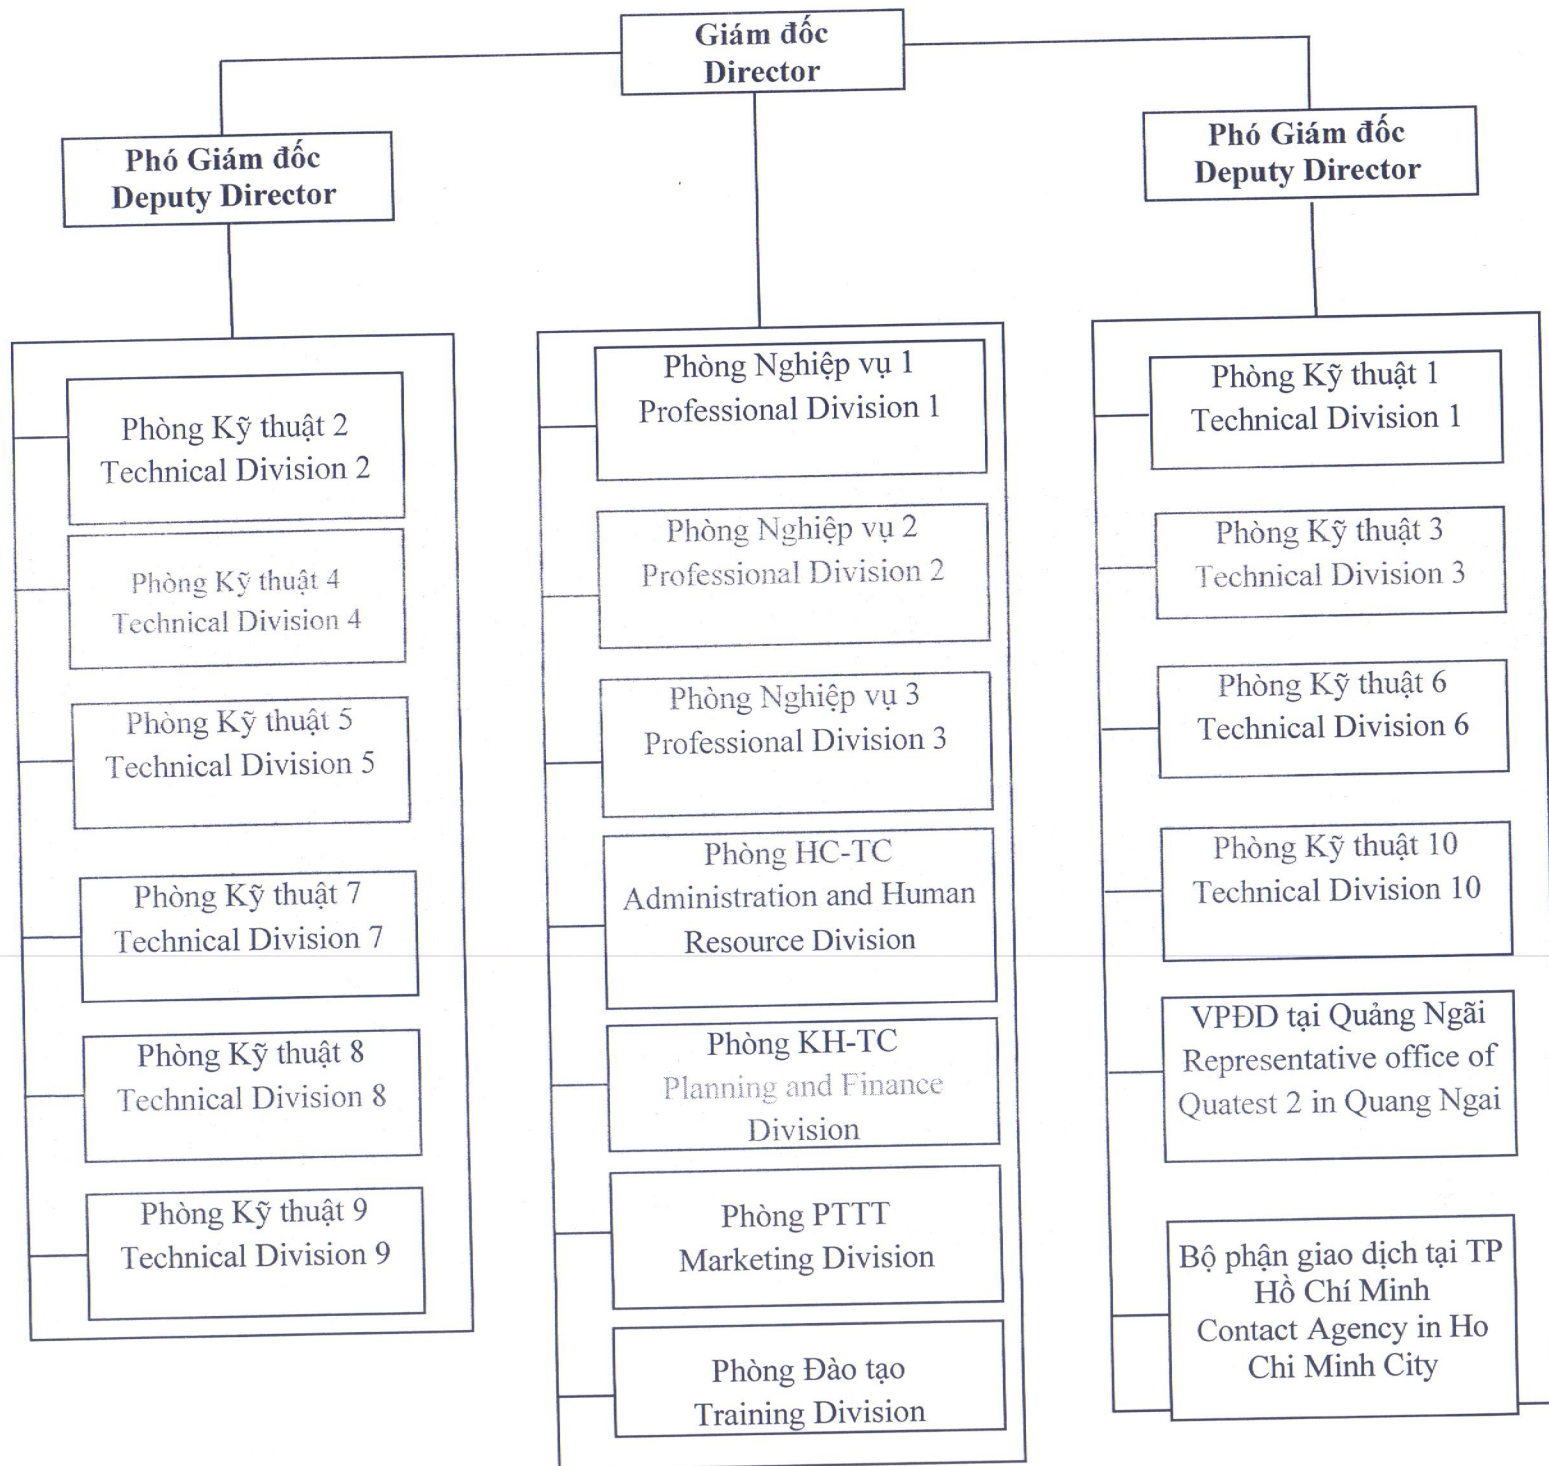 Giám đốc
Director
Phó Giám đốc
Deputy Director
Phó Giám đốc
Deputy Director
Phòng Kỹ thuật 2
Technical Division 2
Phòng Kỹ thuật 4
Technical Division 4
Phòng Kỹ thuật 5
Technical Division 5
Phòng Kỹ thuật 7
Technical Division 7
Phòng Kỹ thuật 8
Technical Division 8
Phòng Kỹ thuật 9
Technical Division 9
Phòng Nghiệp vụ 1
Professional Division 1
Phòng Nghiệp vụ 2
Professional Division 2
Phòng Nghiệp vụ 3
Professional Division 3
Phòng HC-TC
Administration and Human
Resource Division
Phòng KH-TC
Planning and Finance
Division
Phòng PTTT
Marketing Division
Phòng Đào tạo
Training Division
Phòng Kỹ thuật 1
Technical Division 1
Phòng Kỹ thuật 3
Technical Division 3
Phòng Kỹ thuật 6
Technical Division 6
Phòng Kỹ thuật 10
Technical Division 10
VPĐD tại Quảng Ngãi
Representative office of
Quatest 2 in Quang Ngai
Bộ phận giao dịch tại TP
Hồ Chí Minh
Contact Agency in Ho
Chi Minh City